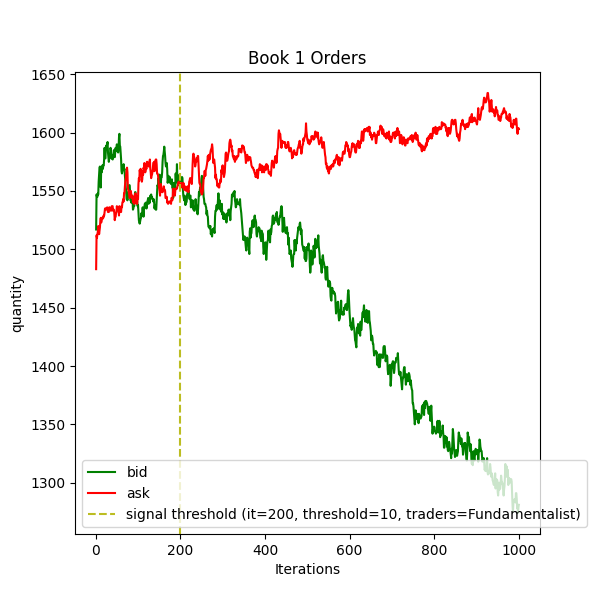 Book 1 Orders
1650
1600
1550
1500
1450
1400
1350
1300
quantity
bid
ask
signal threshold (it=200, threshold=10, traders=Fundamentalist)
0 200 400 600 800 1000
Iterations